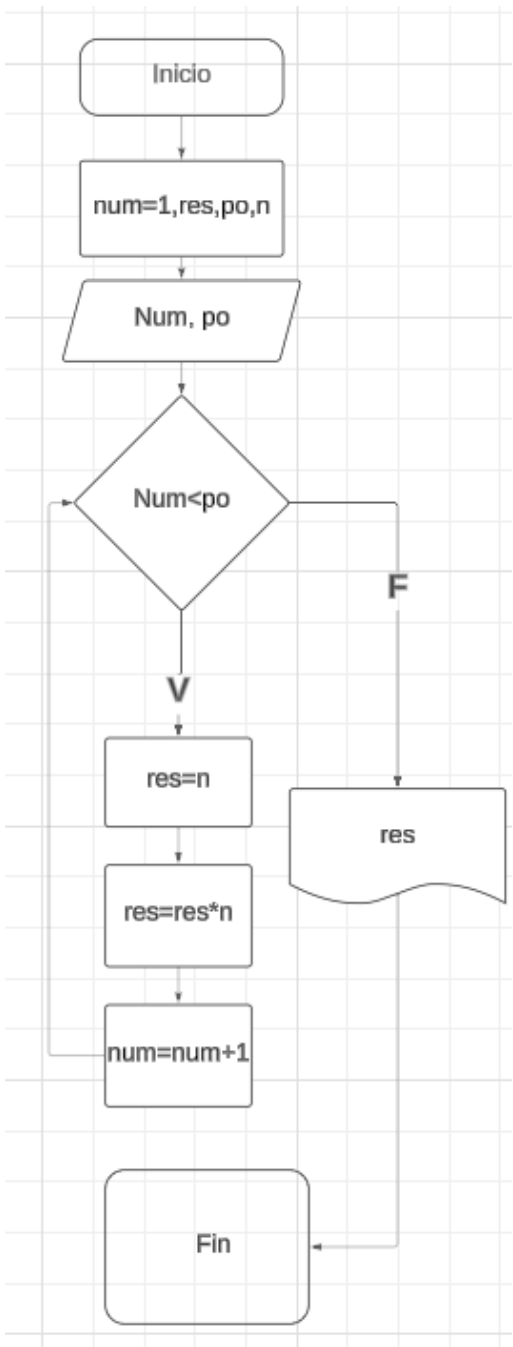 Inicio
num=1,res,po,n
Num, po
Num<po
F
V
res=n
res
res=res*n
num=num+1
Fin